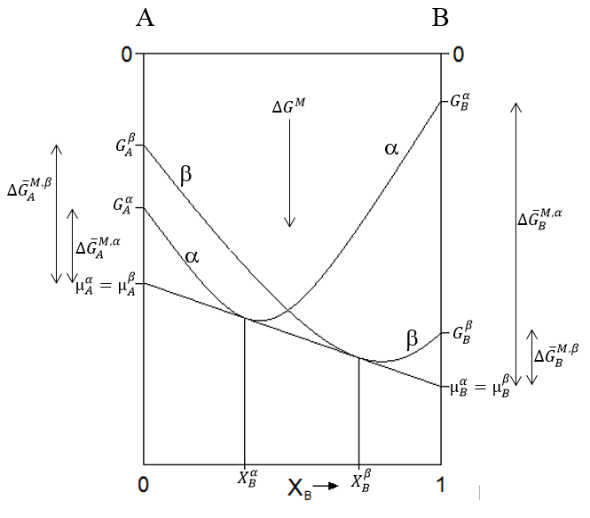 A B
0 0
G_B^α
ΔG^M
α
G_A^β
β
ΔḠ_A^{M,β}
G_A^α
ΔḠ_B^{M,α}
ΔḠ_A^{M,α}
α
μ_A^α = μ_A^β
G_B^β
β
ΔḠ_B^{M,β}
μ_B^α = μ_B^β
X_B^α X_B^β
0 X_B → 1